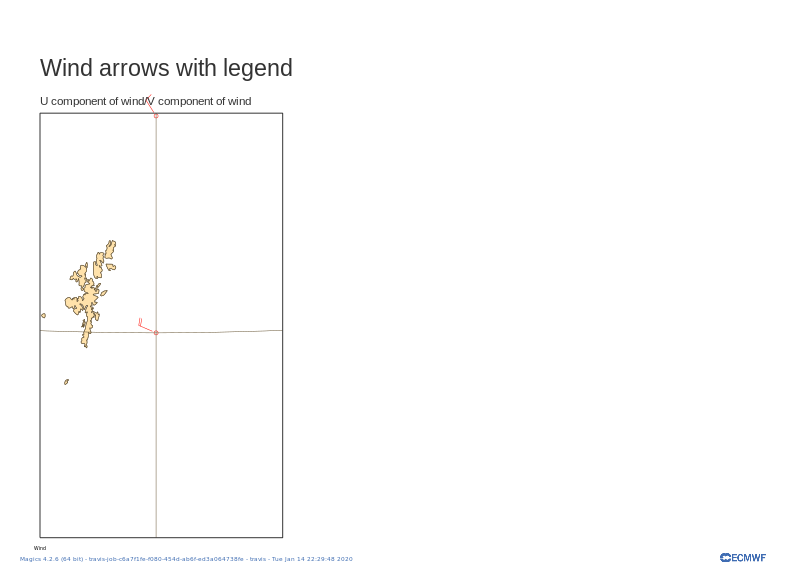 Wind arrows with legend
U component of wind/V component of wind
Wind
Magics 4.2.6 (64 bit) - travis-job-c6a7f1fe-f080-454d-ab6f-ed3a064738fe - travis - Tue Jan 14 22:29:48 2020
ECMWF